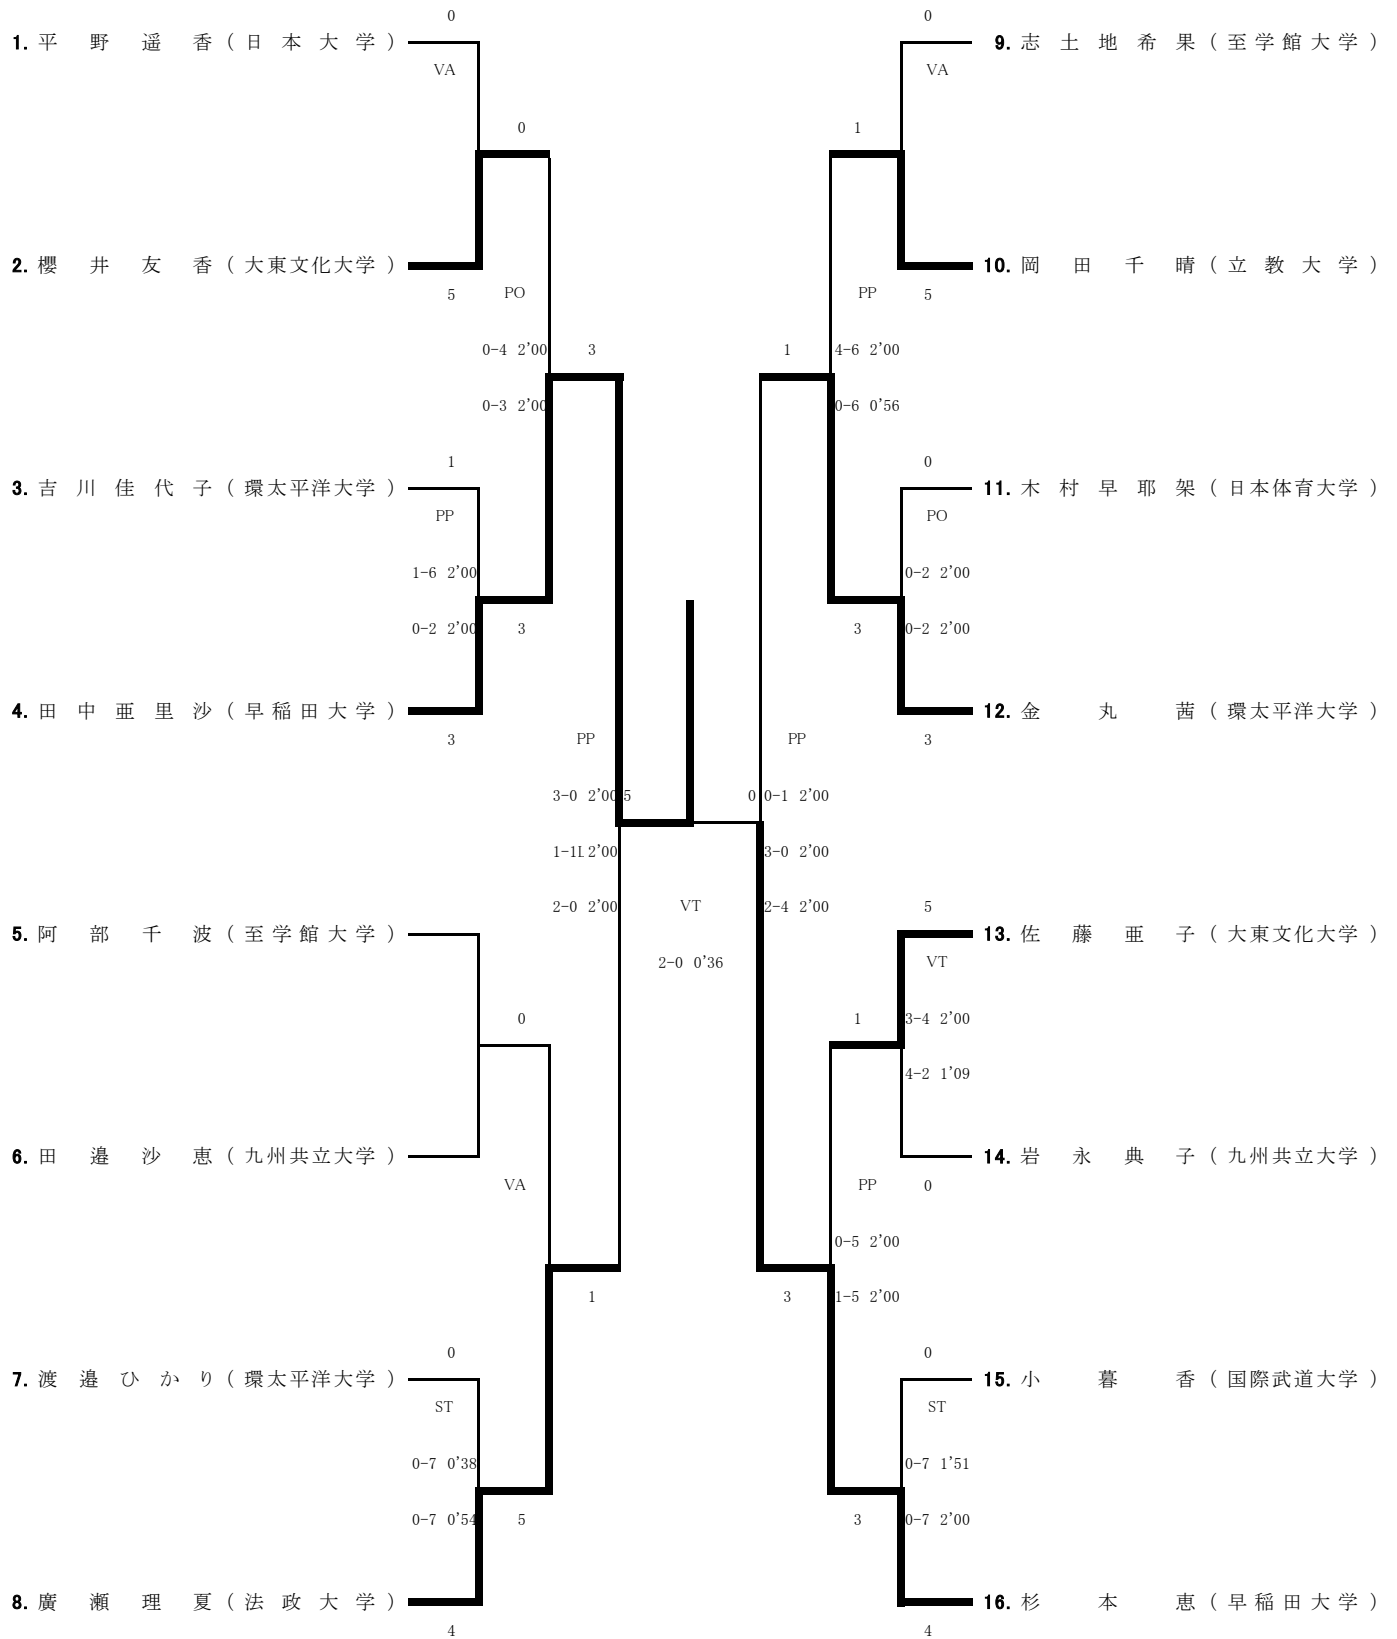 0 0
1. 平野遥香(日本大学) 9. 志土地希果(至学館大学)
VA VA
0 1
2. 櫻井友香(大東文化大学) 10. 岡田千晴(立教大学)
5 PO PP 5
0-4 2'00 3 1 4-6 2'00
0-3 2'00 0-6 0'56
1 0
3. 吉川佳代子(環太平洋大学) 11. 木村早耶架(日本体育大学)
PP PO
1-6 2'00 0-2 2'00
0-2 2'00 3 3 0-2 2'00
4. 田中亜里沙(早稲田大学) 12. 金丸茜(環太平洋大学)
3 PP PP 3
3-0 2'00 5 0 0-1 2'00
1-1L 2'00 3-0 2'00
2-0 2'00 VT 2-4 2'00 5
5. 阿部千波(至学館大学) 13. 佐藤亜子(大東文化大学)
2-0 0'36 VT
0 1 3-4 2'00
4-2 1'09
6. 田邉沙恵(九州共立大学) 14. 岩永典子(九州共立大学)
VA PP 0
0-5 2'00
1 3 1-5 2'00
0 0
7. 渡邉ひかり(環太平洋大学) 15. 小暮香(国際武道大学)
ST ST
0-7 0'38 0-7 1'51
0-7 0'54 5 3 0-7 2'00
8. 廣瀬理夏(法政大学) 16. 杉本恵(早稲田大学)
4 4